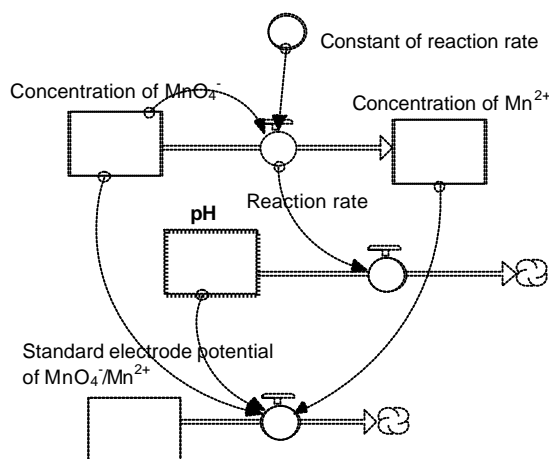 Constant of reaction rate
Concentration of MnO₄⁻
Concentration of Mn²⁺
Reaction rate
pH
Standard electrode potential
of MnO₄⁻/Mn²⁺